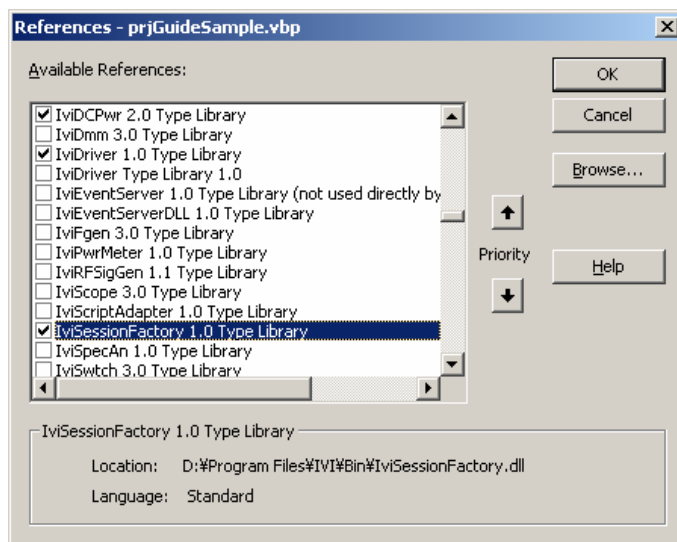 References - prjGuideSample.vbp
Available References:
IviDCPwr 2.0 Type Library
IviDmm 3.0 Type Library
IviDriver 1.0 Type Library
IviDriver Type Library 1.0
IviEventServer 1.0 Type Library (not used directly by
IviEventServerDLL 1.0 Type Library
IviFgen 3.0 Type Library
IviPwrMeter 1.0 Type Library
IviRFSigGen 1.1 Type Library
IviScope 3.0 Type Library
IviScriptAdapter 1.0 Type Library
IviSessionFactory 1.0 Type Library
IviSpecAn 1.0 Type Library
IviSwtch 3.0 Type Library
Priority
OK
Cancel
Browse...
Help
IviSessionFactory 1.0 Type Library
Location: D:¥Program Files¥IVI¥Bin¥IviSessionFactory.dll
Language: Standard